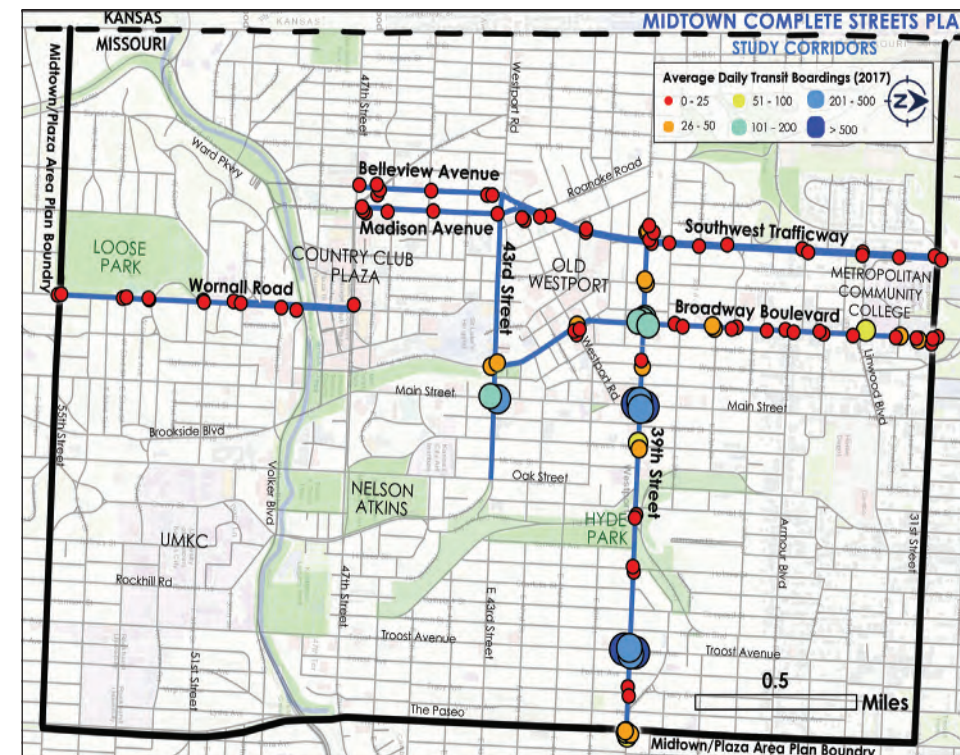 KANSAS
MISSOURI
MIDTOWN COMPLETE STREETS PLA
STUDY CORRIDORS
Average Daily Transit Boardings (2017)
0 - 25
51 - 100
201 - 500
26 - 50
101 - 200
> 500
N
Midtown/Plaza Area Plan Boundry
47th Street
Westport Rd
Ward Pkwy
Belleview Avenue
Roanoke Road
Madison Avenue
Southwest Trafficway
LOOSE
PARK
COUNTRY CLUB
PLAZA
43rd Street
OLD
WESTPORT
METROPOLITAN
COMMUNITY
COLLEGE
Wornall Road
Broadway Boulevard
Westport Rd
Linwood Blvd
Main Street
Main Street
55th Street
Brookside Blvd
39th Street
Volker Blvd
Oak Street
NELSON
ATKINS
HYDE
PARK
UMKC
Armour Blvd
31st Street
Rockhill Rd
47th Street
E 43rd Street
Troost Avenue
Troost Avenue
51st Street
0.5
Miles
The Paseo
Midtown/Plaza Area Plan Boundry